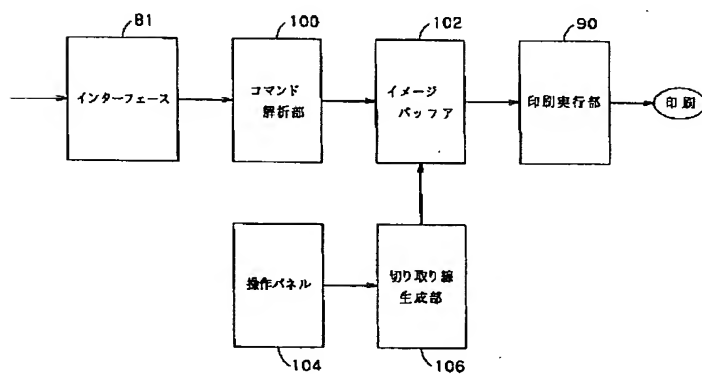 81
100
102
90
インターフェース
コマンド
解析部
イメージ
バッファ
印刷実行部
印刷
操作パネル
切り取り線
生成部
104
106